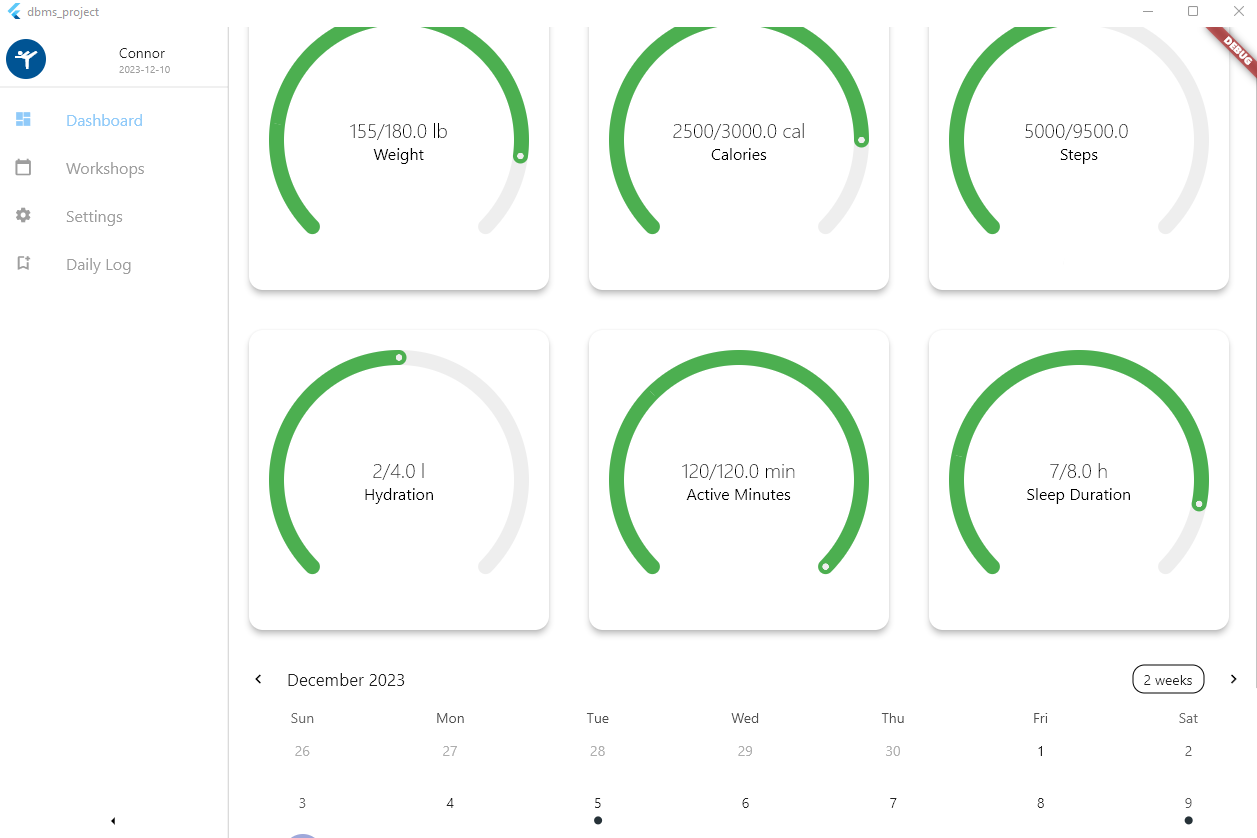 dbms_project
DEBUG
Connor
2023-12-10
Dashboard
Workshops
Settings
Daily Log
155/180.0 lb
Weight
2500/3000.0 cal
Calories
5000/9500.0
Steps
2/4.0 l
Hydration
120/120.0 min
Active Minutes
7/8.0 h
Sleep Duration
December 2023
2 weeks
Sun Mon Tue Wed Thu Fri Sat
26 27 28 29 30 1 2
3 4 5 6 7 8 9